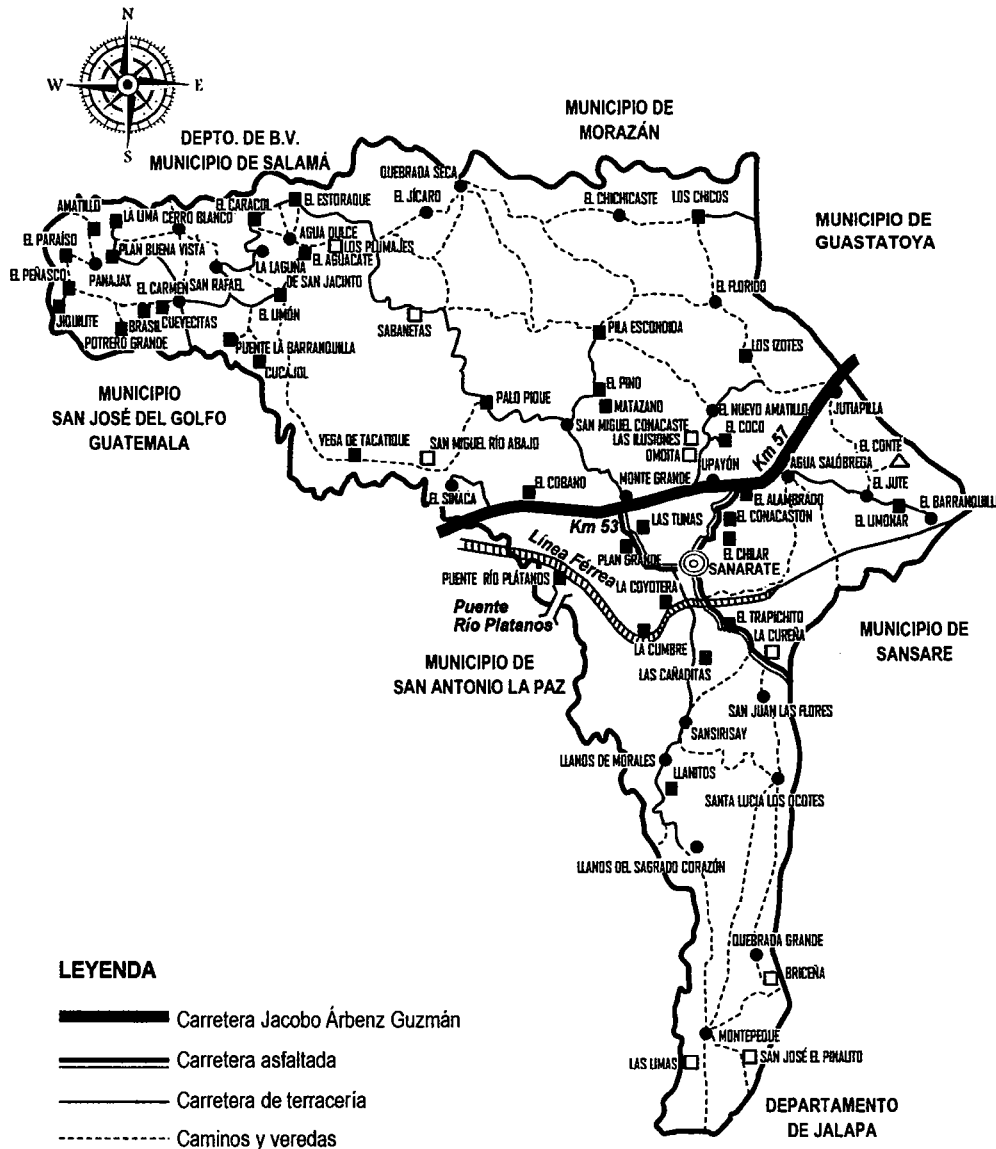 N
W
E
S
MUNICIPIO DE
MORAZÁN
DEPTO. DE B.V.
MUNICIPIO DE SALAMÁ
QUEBRADA SECA
EL JÍCARO
EL CHICHICASTE
LOS CHICOS
MUNICIPIO DE
GUASTATOYA
AMATILLO
LA LIMA
CERRO BLANCO
EL CARACOL
EL ESTORAQUE
AGUA DULCE
LOS PLUMAJES
EL AGUACATE
EL PARAÍSO
PLAN BUENA VISTA
LA LAGUNA
DE SAN JACINTO
EL PEÑASCO
PANAJAX
EL CARMEN
SAN RAFAEL
EL FLORIDO
JIQUILITE
BRASIL
CUEVECITAS
EL LIMÓN
SABANETAS
POTRERO GRANDE
PUENTE LA BARRANQUILLA
PILA ESCONDIDA
LOS IZOTES
CUCAJOL
MUNICIPIO
SAN JOSÉ DEL GOLFO
GUATEMALA
EL PINO
MATAZANO
PALO PIQUE
EL NUEVO AMATILLO
JUTIAPILLA
SAN MIGUEL CONACASTE
EL COCO
LAS ILUSIONES
OMOITA
VEGA DE TACATIQUE
SAN MIGUEL RÍO ABAJO
Km 57
EL CONTE
UPAYÓN
AGUA SALÓBREGA
EL SINACA
EL COBANO
MONTE GRANDE
EL JUTE
EL ALAMBRADO
EL BARRANQUILLO
EL LIMONAR
Km 53
LAS TUNAS
EL CONACASTON
Línea Férrea
PLAN GRANDE
EL CHILAR
SANARATE
PUENTE RÍO PLÁTANOS
LA COYOTERA
Puente
Río Platanos
EL TRAPICHITO
LA CUREÑA
MUNICIPIO DE
SANSARE
LA CUMBRE
LAS CAÑADITAS
MUNICIPIO DE
SAN ANTONIO LA PAZ
SAN JUAN LAS FLORES
SANSIRISAY
LLANOS DE MORALES
LLANITOS
SANTA LUCIA LOS OCOTES
LLANOS DEL SAGRADO CORAZÓN
QUEBRADA GRANDE
BRICEÑA
MONTEPEQUE
LAS LIMAS
SAN JOSÉ EL PINALITO
DEPARTAMENTO
DE JALAPA
LEYENDA
Carretera Jacobo Árbenz Guzmán
Carretera asfaltada
Carretera de terracería
Caminos y veredas